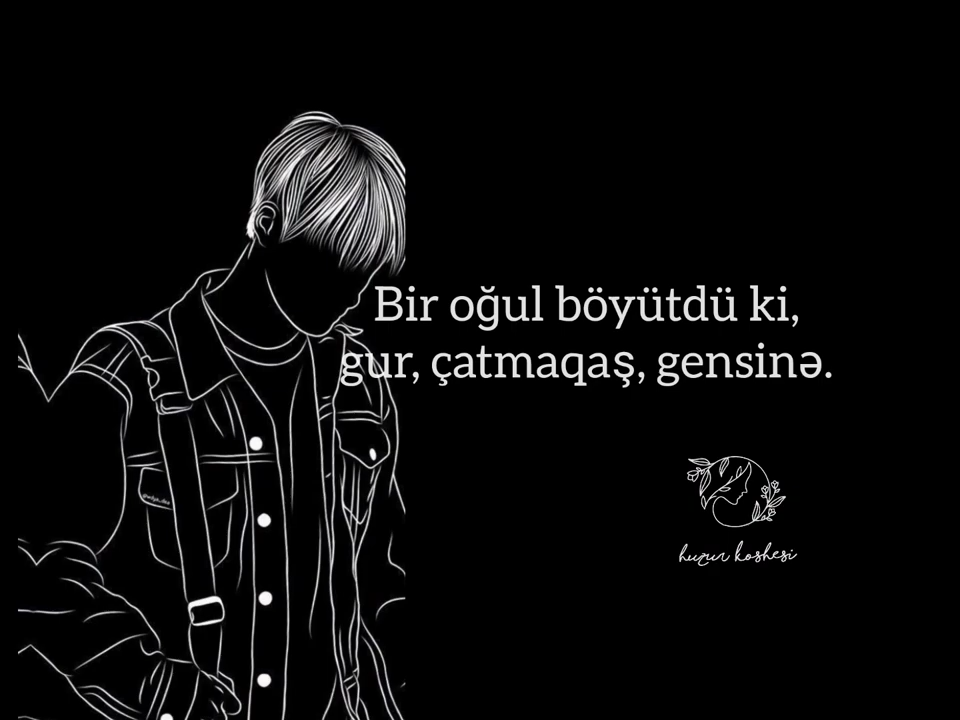 Bir oğul böyütdü ki,
gur, çatmaqaş, gensinə.
huzur koshesi